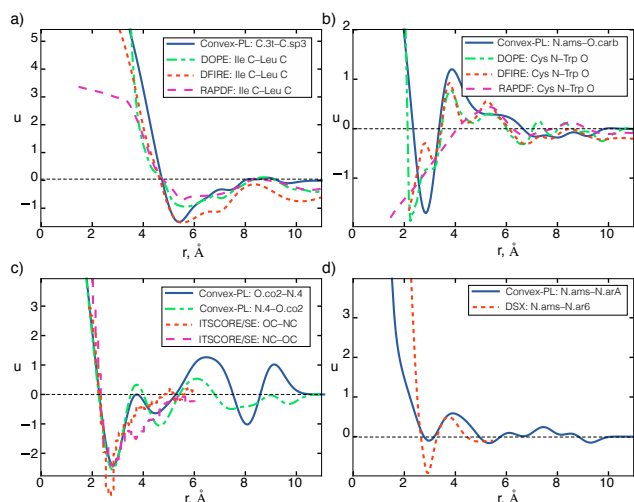 a)
Convex-PL: C.3t–C.sp3
DOPE: Ile C–Leu C
DFIRE: Ile C–Leu C
RAPDF: Ile C–Leu C
5
4
3
2
1
0
−1
u
0 2 4 6 8 10
r, Å
b)
Convex-PL: N.ams-O.carb
DOPE: Cys N–Trp O
DFIRE: Cys N–Trp O
RAPDF: Cys N–Trp O
2
1
0
−1
u
0 2 4 6 8 10
r, Å
c)
Convex-PL: O.co2–N.4
Convex-PL: N.4–O.co2
ITSCORE/SE: OC–NC
ITSCORE/SE: NC–OC
3
2
1
0
−1
−2
u
0 2 4 6 8 10
r, Å
d)
Convex-PL: N.ams–N.arA
DSX: N.ams–N.ar6
4
3
2
1
0
u
0 2 4 6 8 10
r, Å